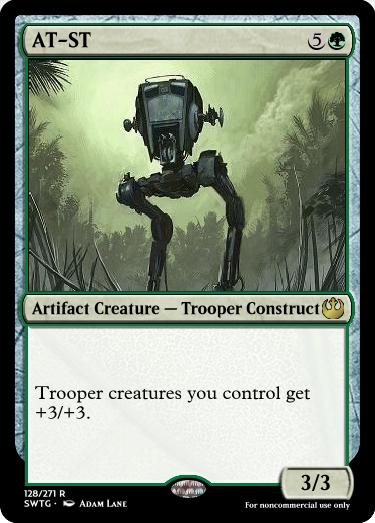 AT-ST 5
Artifact Creature — Trooper Construct
Trooper creatures you control get
+3/+3.
3/3
128/271 R
SWTG · Adam Lane
For noncommercial use only